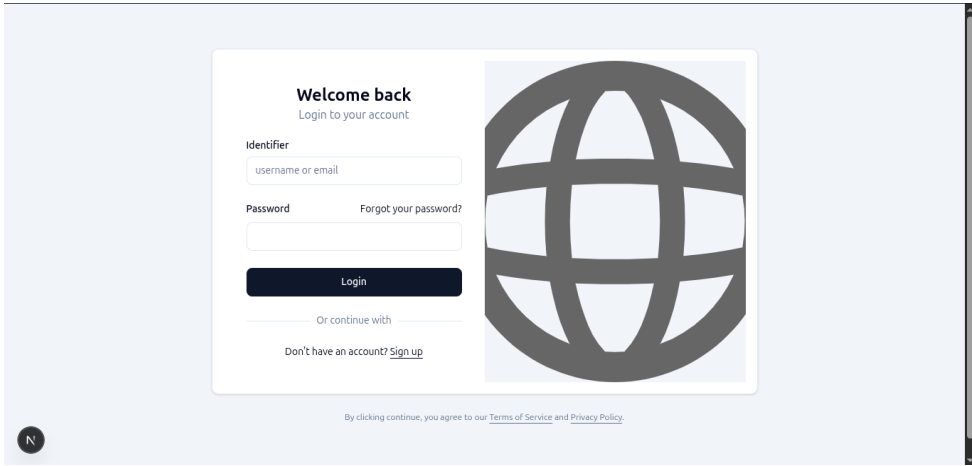 Welcome back
Login to your account
Identifier
username or email
Password Forgot your password?
Login
Or continue with
Don't have an account? Sign up
By clicking continue, you agree to our Terms of Service and Privacy Policy.
N